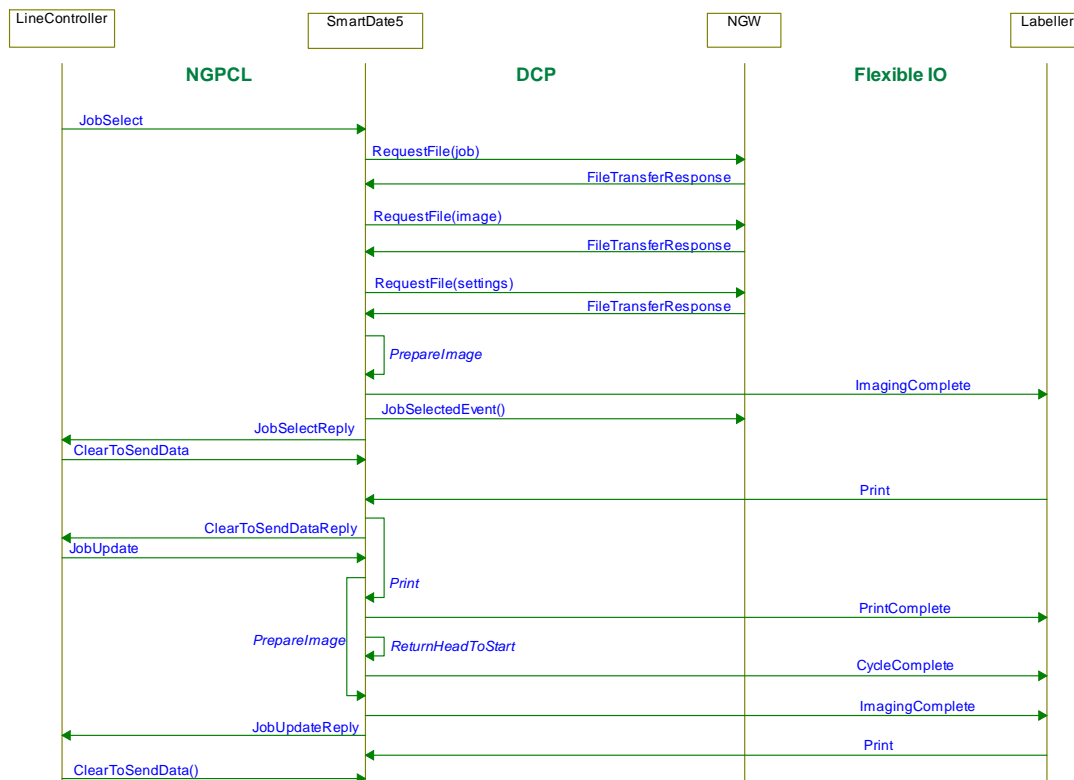 LineController
SmartDate5
NGW
Labeller
NGPCL
DCP
Flexible IO
JobSelect
RequestFile(job)
FileTransferResponse
RequestFile(image)
FileTransferResponse
RequestFile(settings)
FileTransferResponse
PrepareImage
ImagingComplete
JobSelectedEvent()
JobSelectReply
ClearToSendData
Print
ClearToSendDataReply
JobUpdate
Print
PrintComplete
PrepareImage
ReturnHeadToStart
CycleComplete
ImagingComplete
JobUpdateReply
Print
ClearToSendData()